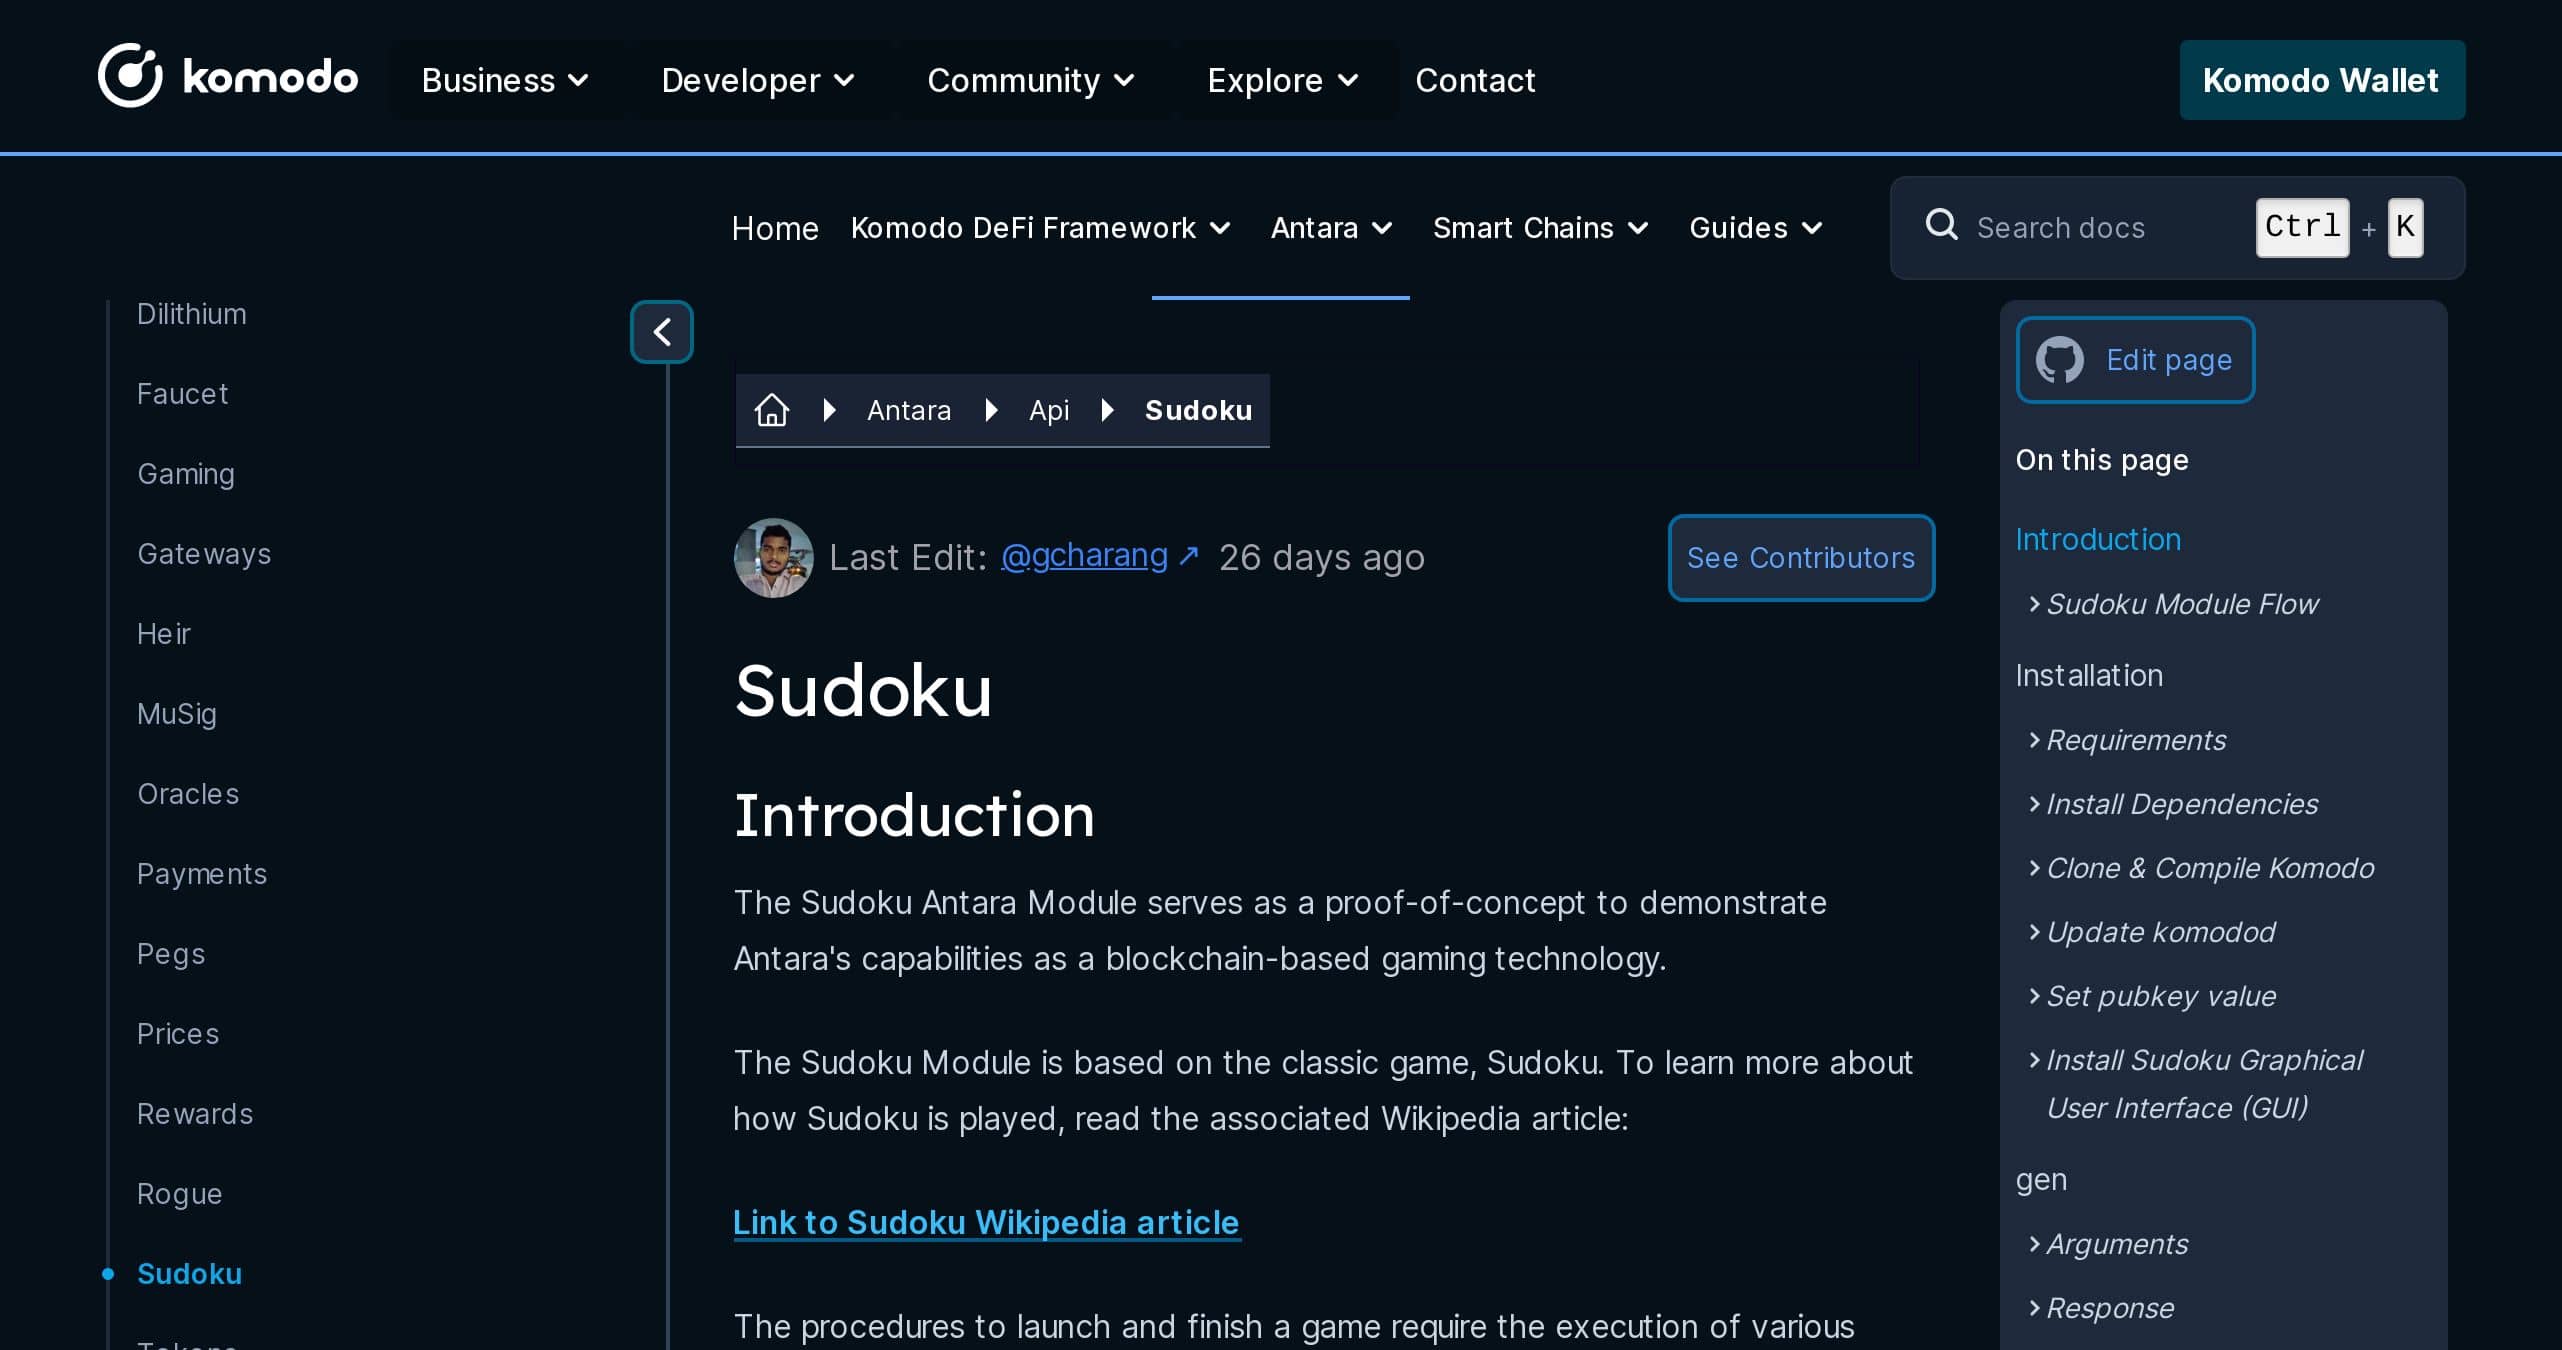 komodo
Business
Developer
Community
Explore
Contact
Komodo Wallet
Home
Komodo DeFi Framework
Antara
Smart Chains
Guides
Search docs
Ctrl + K
Dilithium
Faucet
Gaming
Gateways
Heir
MuSig
Oracles
Payments
Pegs
Prices
Rewards
Rogue
Sudoku
Antara
Api
Sudoku
Last Edit: @gcharang ↗ 26 days ago
See Contributors
Sudoku
Introduction
The Sudoku Antara Module serves as a proof-of-concept to demonstrate
Antara's capabilities as a blockchain-based gaming technology.
The Sudoku Module is based on the classic game, Sudoku. To learn more about
how Sudoku is played, read the associated Wikipedia article:
Link to Sudoku Wikipedia article
The procedures to launch and finish a game require the execution of various
Edit page
On this page
Introduction
Sudoku Module Flow
Installation
Requirements
Install Dependencies
Clone & Compile Komodo
Update komodod
Set pubkey value
Install Sudoku Graphical
User Interface (GUI)
gen
Arguments
Response